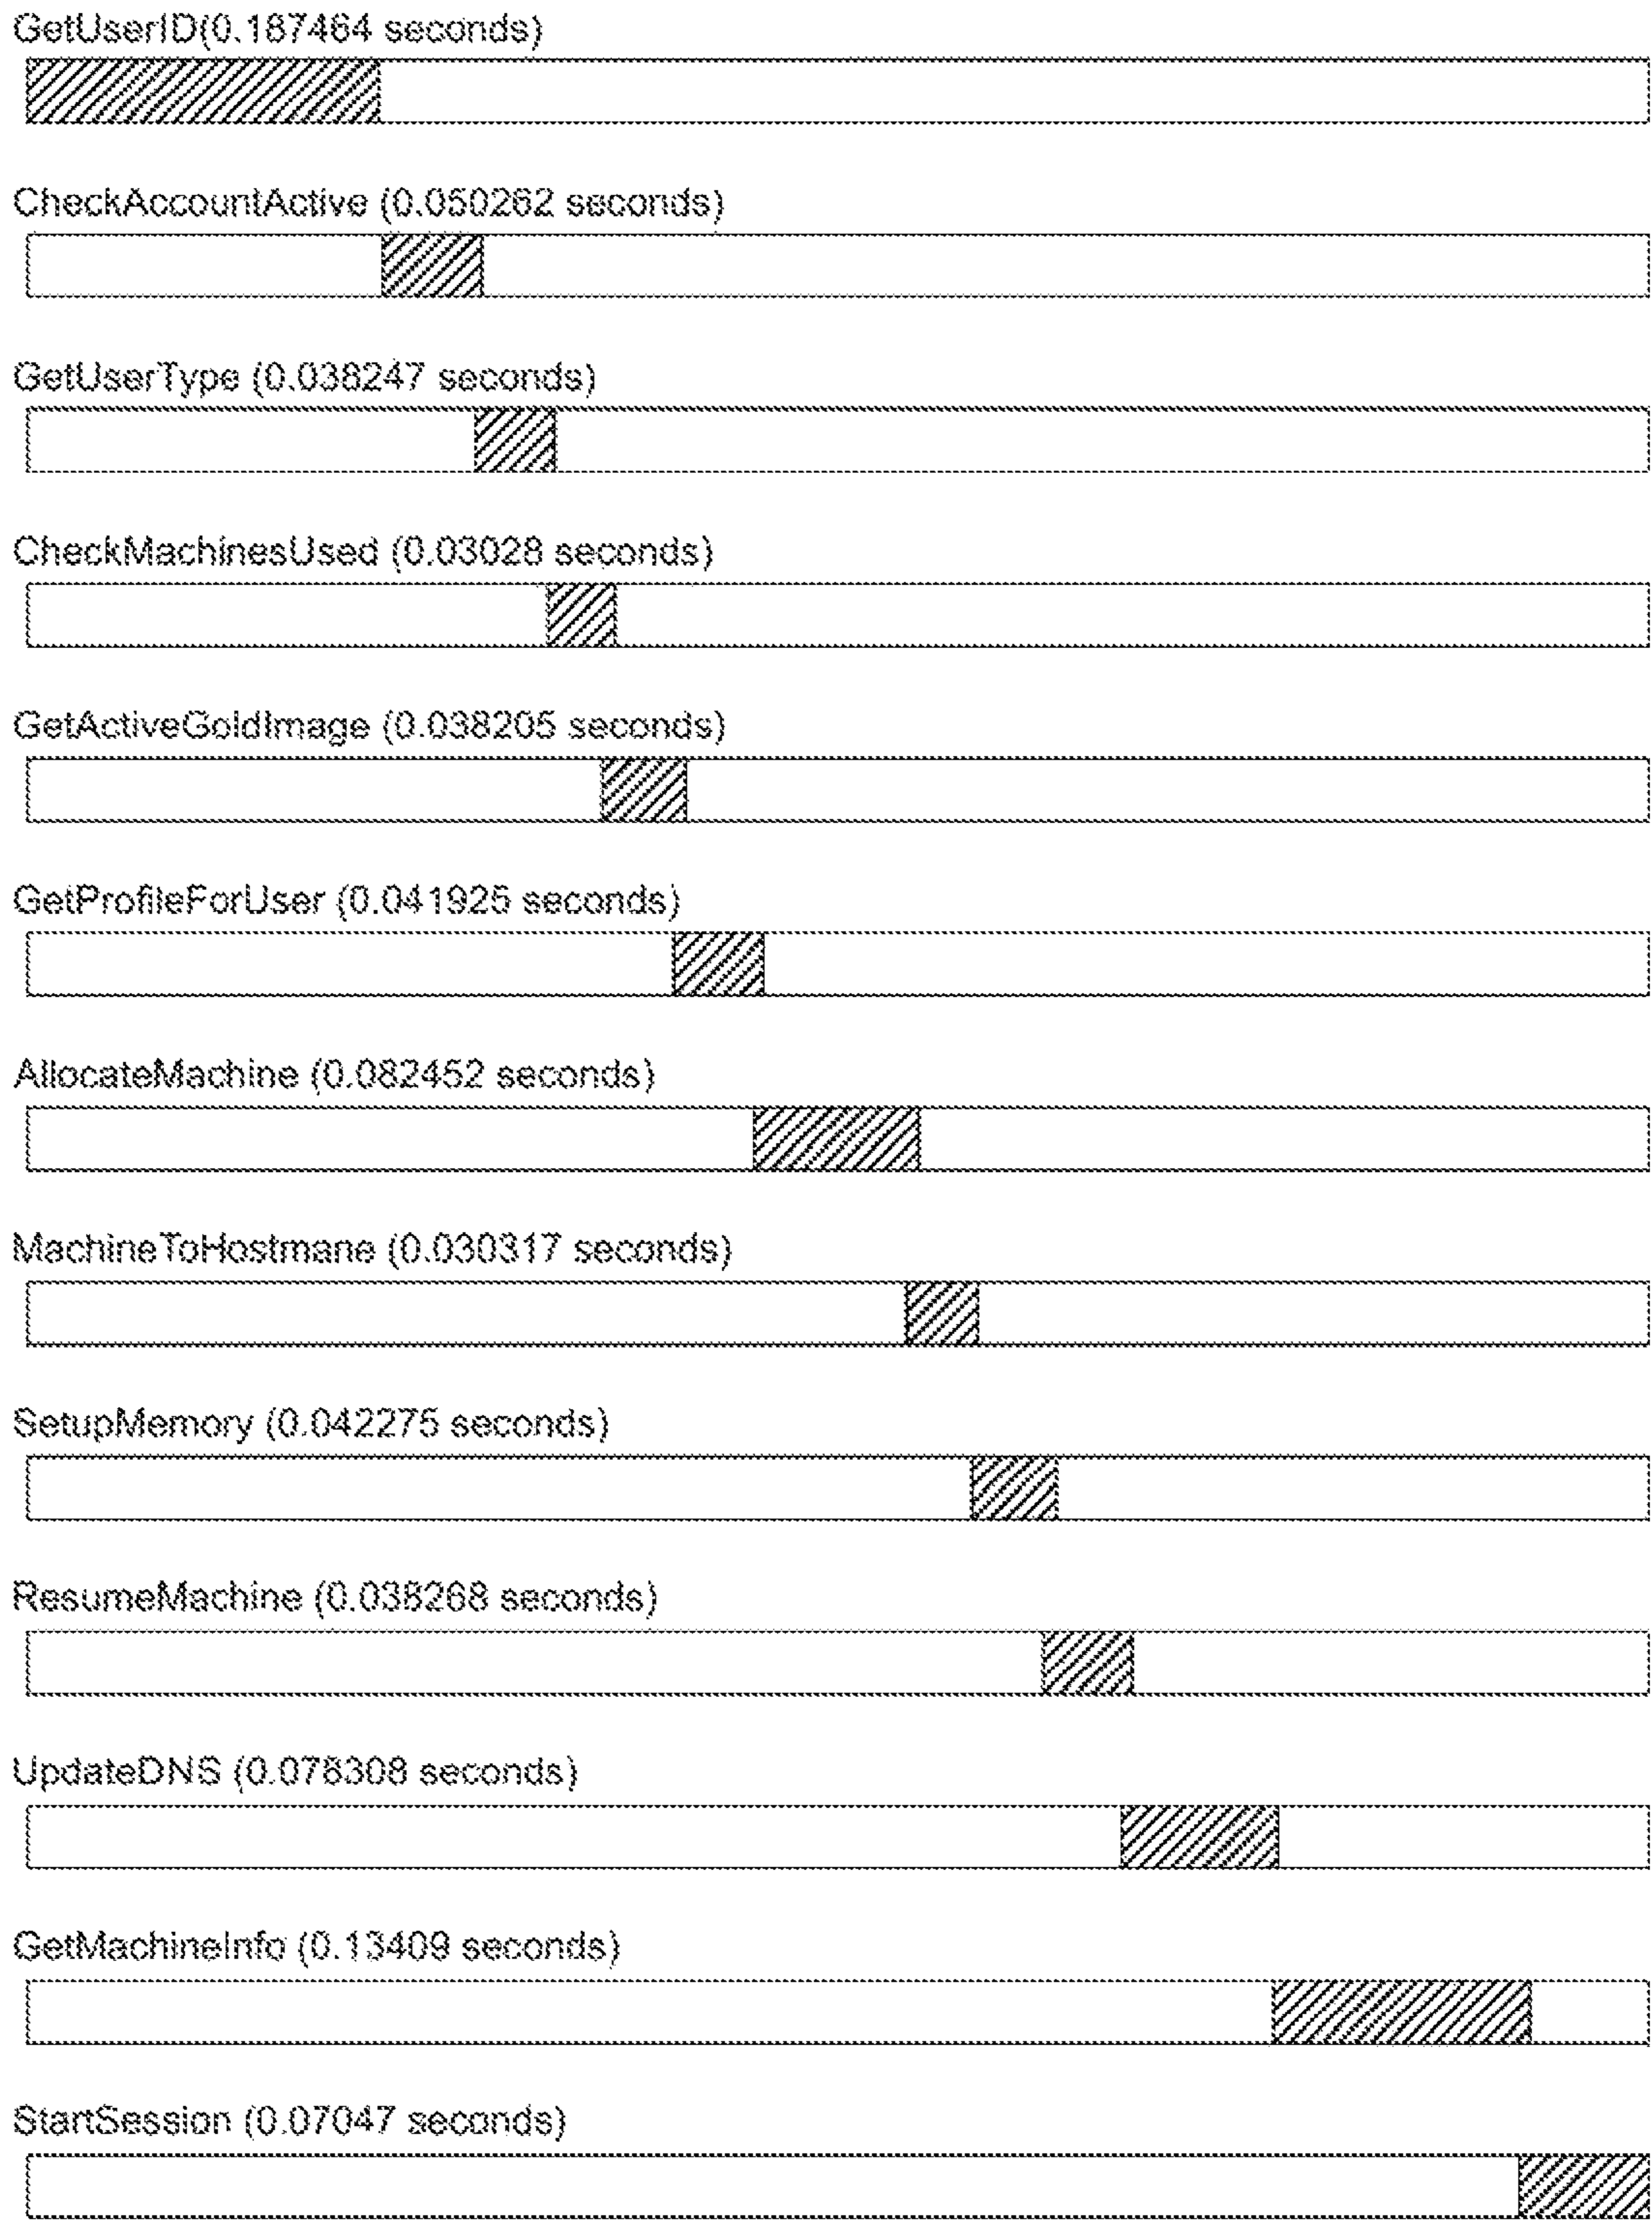 GetUserID(0.187464 seconds)
CheckAccountActive (0.050262 seconds)
GetUserType (0.038247 seconds)
CheckMachinesUsed (0.03028 seconds)
GetActiveGoldImage (0.038205 seconds)
GetProfileForUser (0.041925 seconds)
AllocateMachine (0.082452 seconds)
MachineToHostmane (0.030317 seconds)
SetupMemory (0.042275 seconds)
ResumeMachine (0.038268 seconds)
UpdateDNS (0.078308 seconds)
GetMachineInfo (0.13409 seconds)
StartSession (0.07047 seconds)